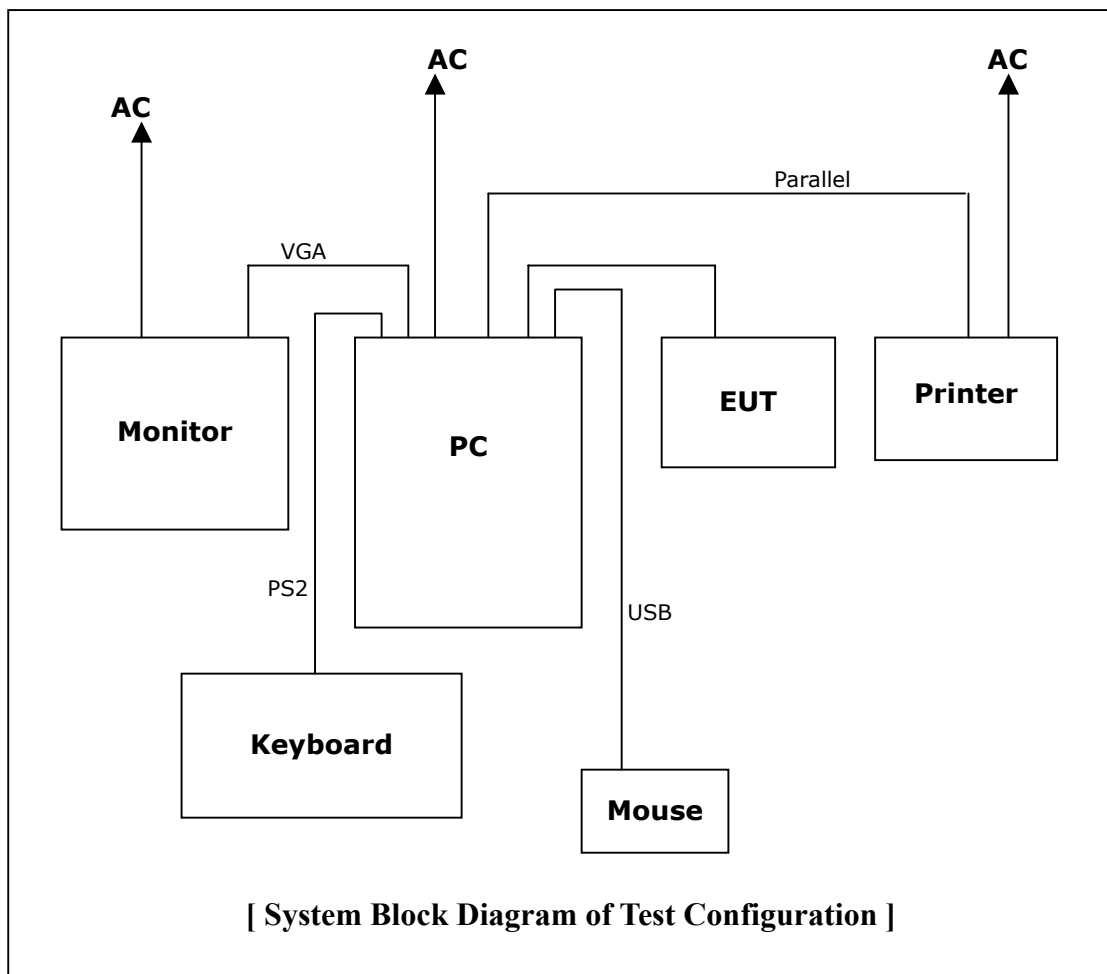 AC
AC
AC
Parallel
VGA
Monitor
PC
EUT
Printer
PS2
USB
Keyboard
Mouse
[ System Block Diagram of Test Configuration ]